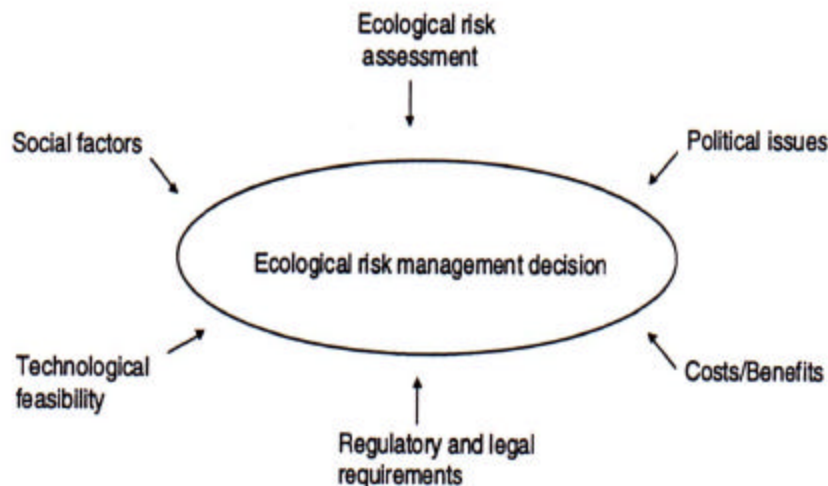 Ecological risk
assessment
Social factors
Political issues
Ecological risk management decision
Technological
feasibility
Costs/Benefits
Regulatory and legal
requirements